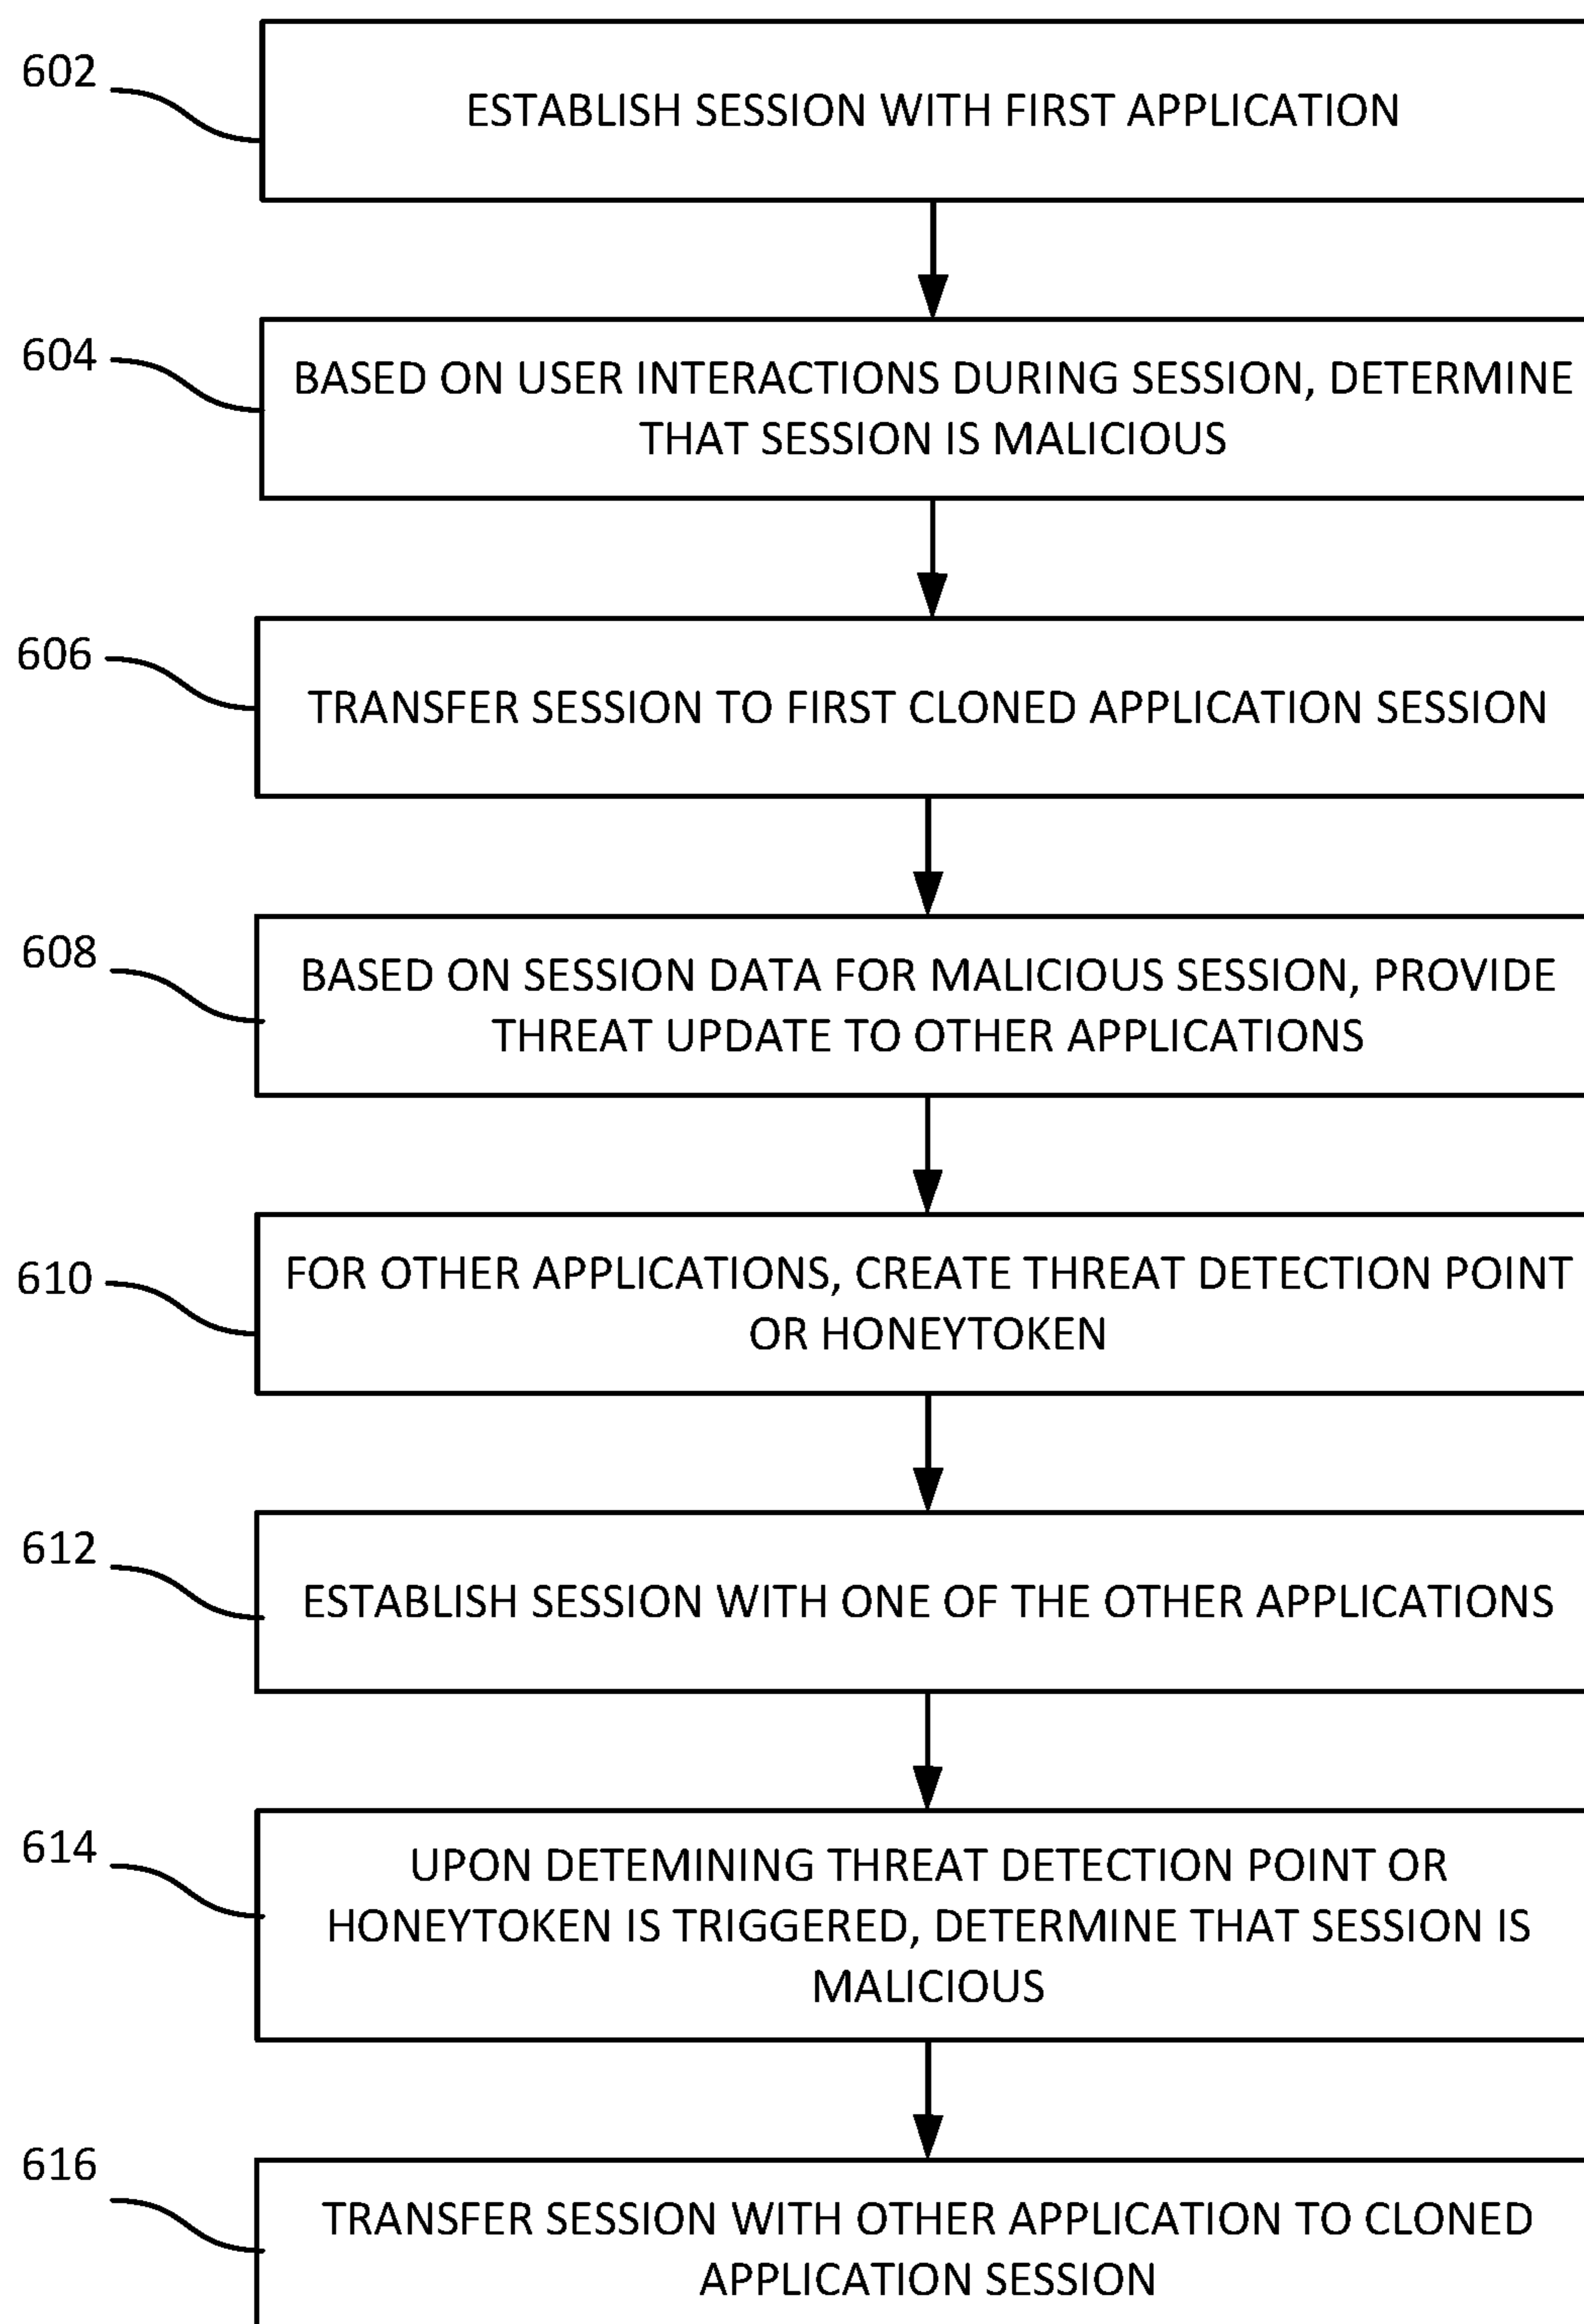 602
ESTABLISH SESSION WITH FIRST APPLICATION
604
BASED ON USER INTERACTIONS DURING SESSION, DETERMINE
THAT SESSION IS MALICIOUS
606
TRANSFER SESSION TO FIRST CLONED APPLICATION SESSION
608
BASED ON SESSION DATA FOR MALICIOUS SESSION, PROVIDE
THREAT UPDATE TO OTHER APPLICATIONS
610
FOR OTHER APPLICATIONS, CREATE THREAT DETECTION POINT
OR HONEYTOKEN
612
ESTABLISH SESSION WITH ONE OF THE OTHER APPLICATIONS
614
UPON DETEMINING THREAT DETECTION POINT OR
HONEYTOKEN IS TRIGGERED, DETERMINE THAT SESSION IS
MALICIOUS
616
TRANSFER SESSION WITH OTHER APPLICATION TO CLONED
APPLICATION SESSION